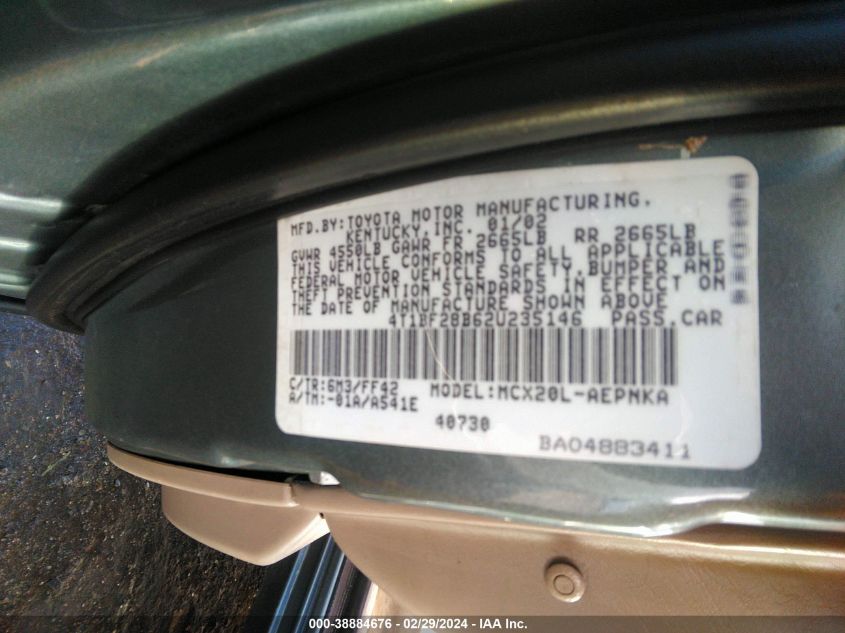 MFD.BY:TOYOTA MOTOR MANUFACTURING,
KENTUCKY,INC. 01/02
GVWR 4550LB GAWR FR 2665LB RR 2665LB
THIS VEHICLE CONFORMS TO ALL APPLICABLE
FEDERAL MOTOR VEHICLE SAFETY,BUMPER,AND
THEFT PREVENTION STANDARDS IN EFFECT ON
THE DATE OF MANUFACTURE SHOWN ABOVE
4T1BF28B62U235146 PASS.CAR
C/TR:6M3/FF42 MODEL:MCX20L-AEPNKA
A/TM:-01A/A541E
40730
BA04883411
000-38884676 - 02/29/2024 - IAA Inc.